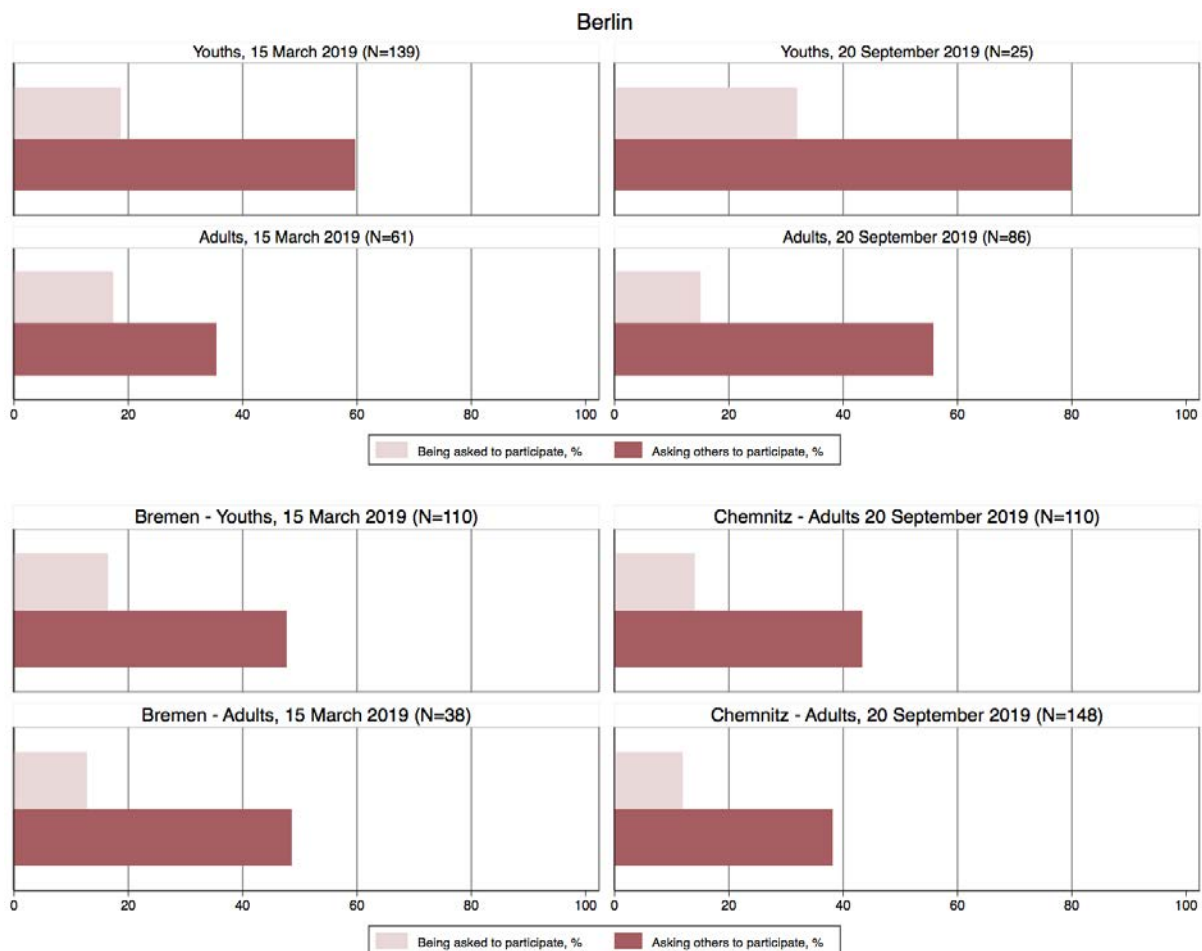 Berlin
Youths, 15 March 2019 (N=139)
Youths, 20 September 2019 (N=25)
Adults, 15 March 2019 (N=61)
Adults, 20 September 2019 (N=86)
0 20 40 60 80 100
0 20 40 60 80 100
Being asked to participate, % Asking others to participate, %
Bremen - Youths, 15 March 2019 (N=110)
Chemnitz - Adults 20 September 2019 (N=110)
Bremen - Adults, 15 March 2019 (N=38)
Chemnitz - Adults, 20 September 2019 (N=148)
0 20 40 60 80 100
0 20 40 60 80 100
Being asked to participate, % Asking others to participate, %